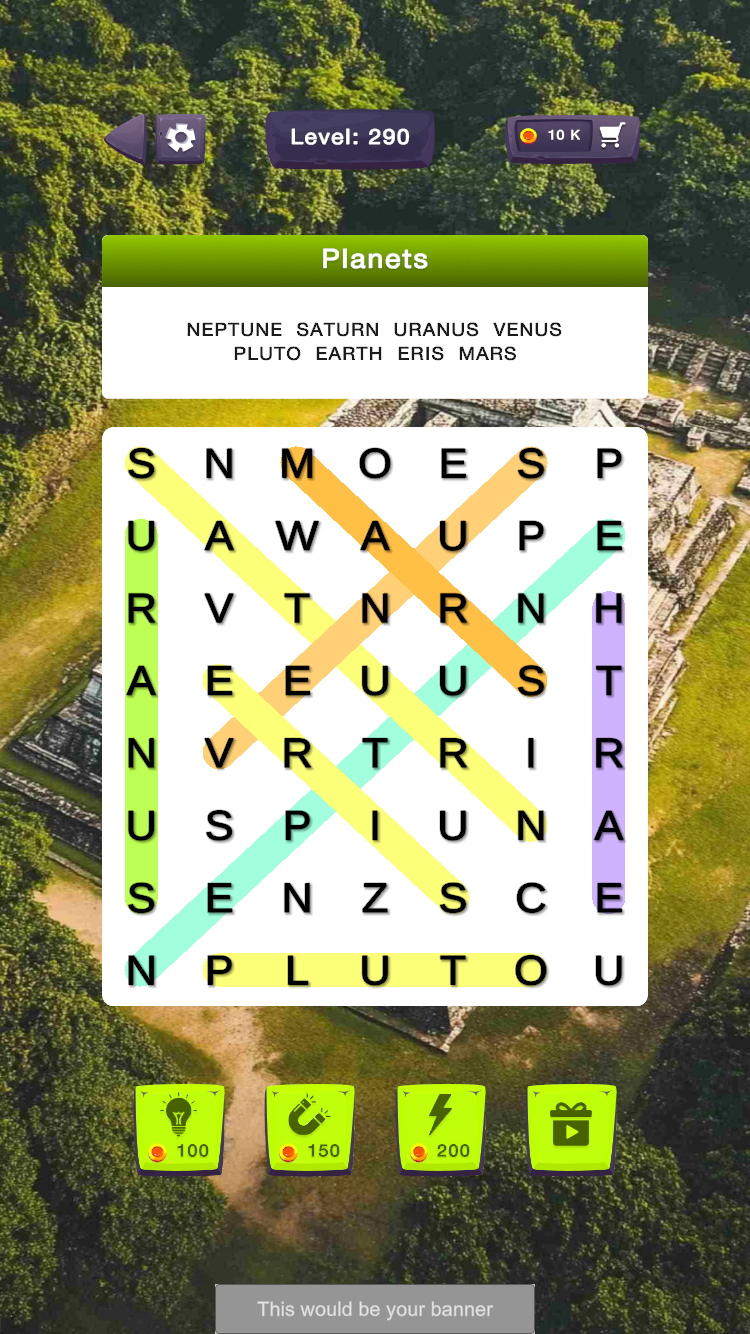 Level: 290
10 K
Planets
NEPTUNE SATURN URANUS VENUS
PLUTO EARTH ERIS MARS
S N M O E S P
U A W A U P E
R V T N R N H
A E E U U S T
N V R T R I R
U S P I U N A
S E N Z S C E
N P L U T O U
100 150 200
This would be your banner